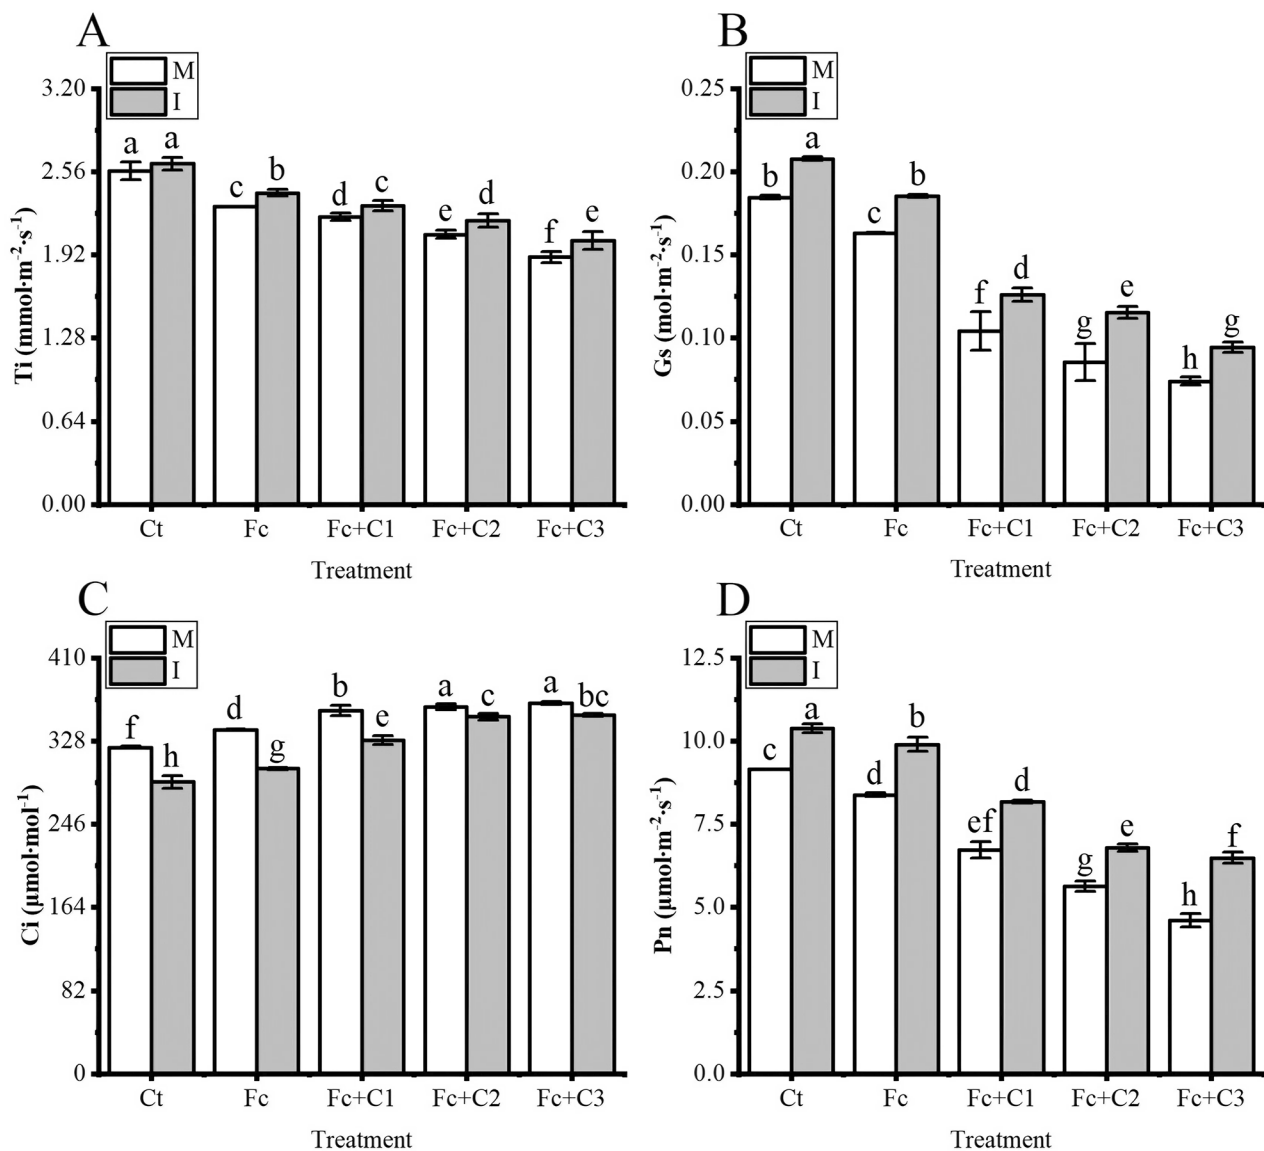 A
M
I
3.20
2.56
1.92
1.28
0.64
0.00
Ti (mmol·m⁻²·s⁻¹)
a a
c b
d c
e d
f e
Ct Fc Fc+C1 Fc+C2 Fc+C3
Treatment
B
M
I
0.25
0.20
0.15
0.10
0.05
0.00
Gs (mol·m⁻²·s⁻¹)
b a
c b
f d
g e
h g
Ct Fc Fc+C1 Fc+C2 Fc+C3
Treatment
C
M
I
410
328
246
164
82
0
Ci (μmol·mol⁻¹)
f h
d g
b e
a c
a bc
Ct Fc Fc+C1 Fc+C2 Fc+C3
Treatment
D
M
I
12.5
10.0
7.5
5.0
2.5
0.0
Pn (μmol·m⁻²·s⁻¹)
c a
d b
ef d
g e
h f
Ct Fc Fc+C1 Fc+C2 Fc+C3
Treatment